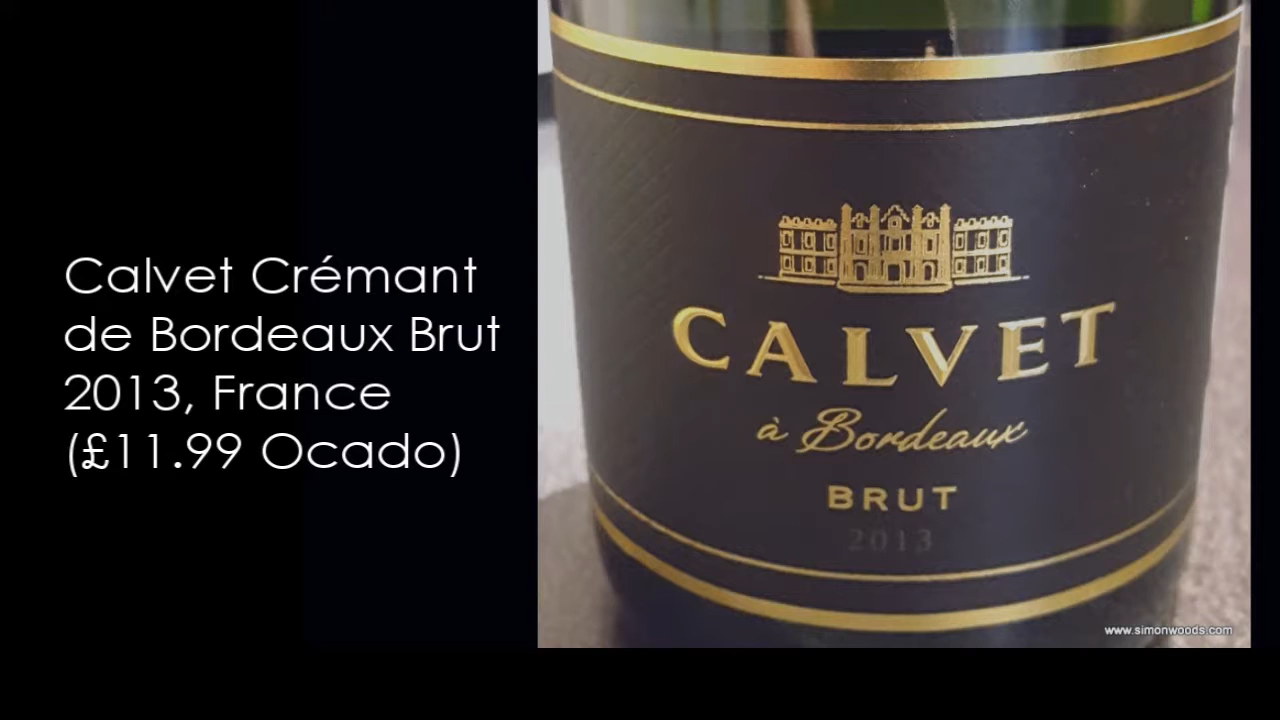 Calvet Crémant
de Bordeaux Brut
2013, France
(£11.99 Ocado)
CALVET
à Bordeaux
BRUT
2013
www.simonwoods.com